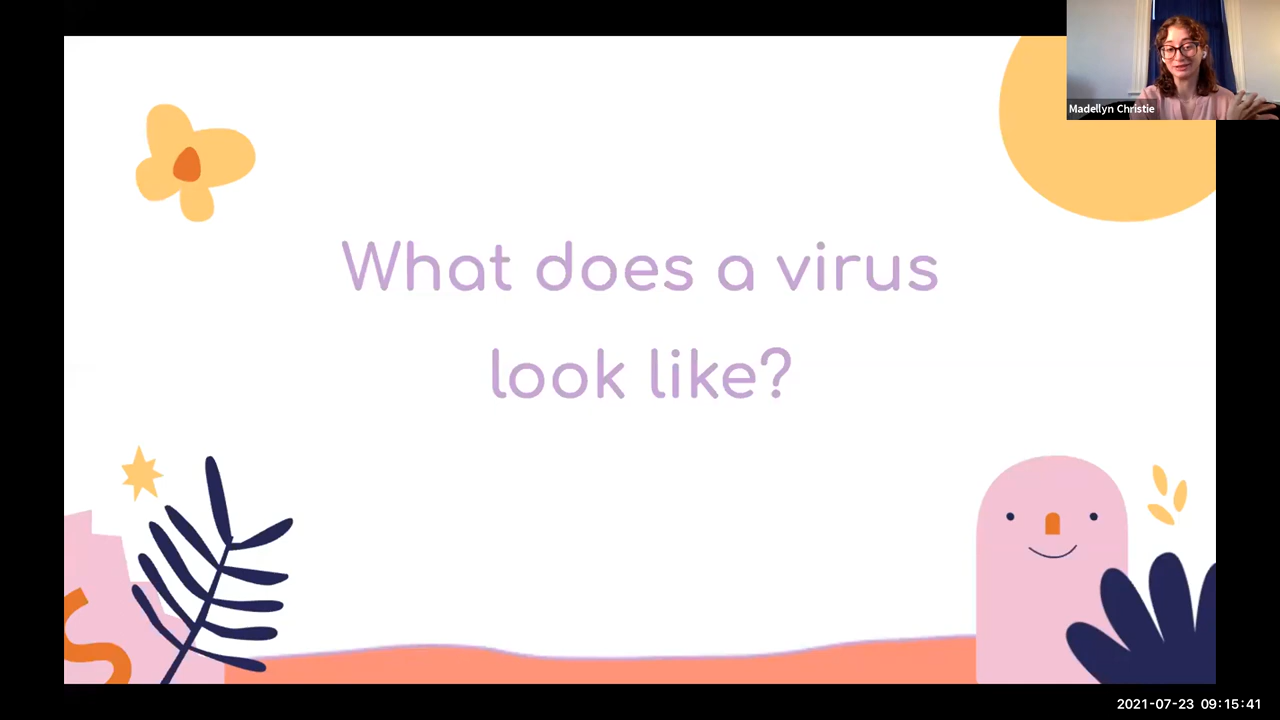 Madellyn Christie
What does a virus
look like?
S
2021-07-23 09:15:41